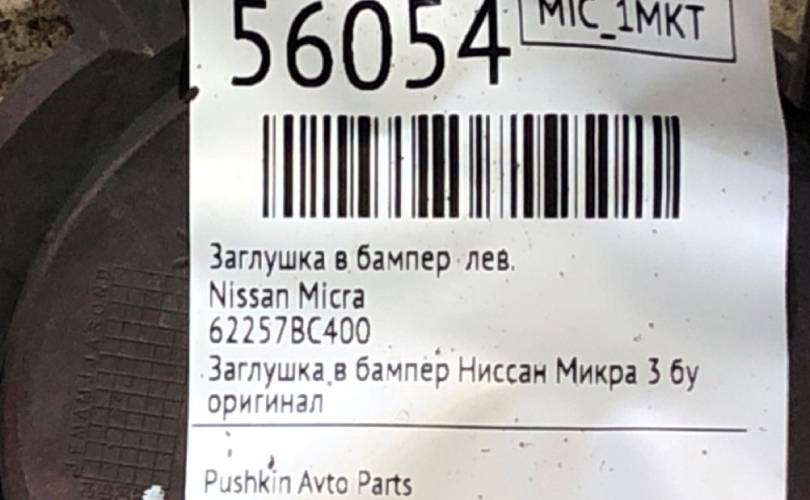 56054
MIC_1MKT
Заглушка в бампер лев.
Nissan Micra
62257BC400
Заглушка в бампер Ниссан Микра 3 бу
оригинал
Pushkin Avto Parts